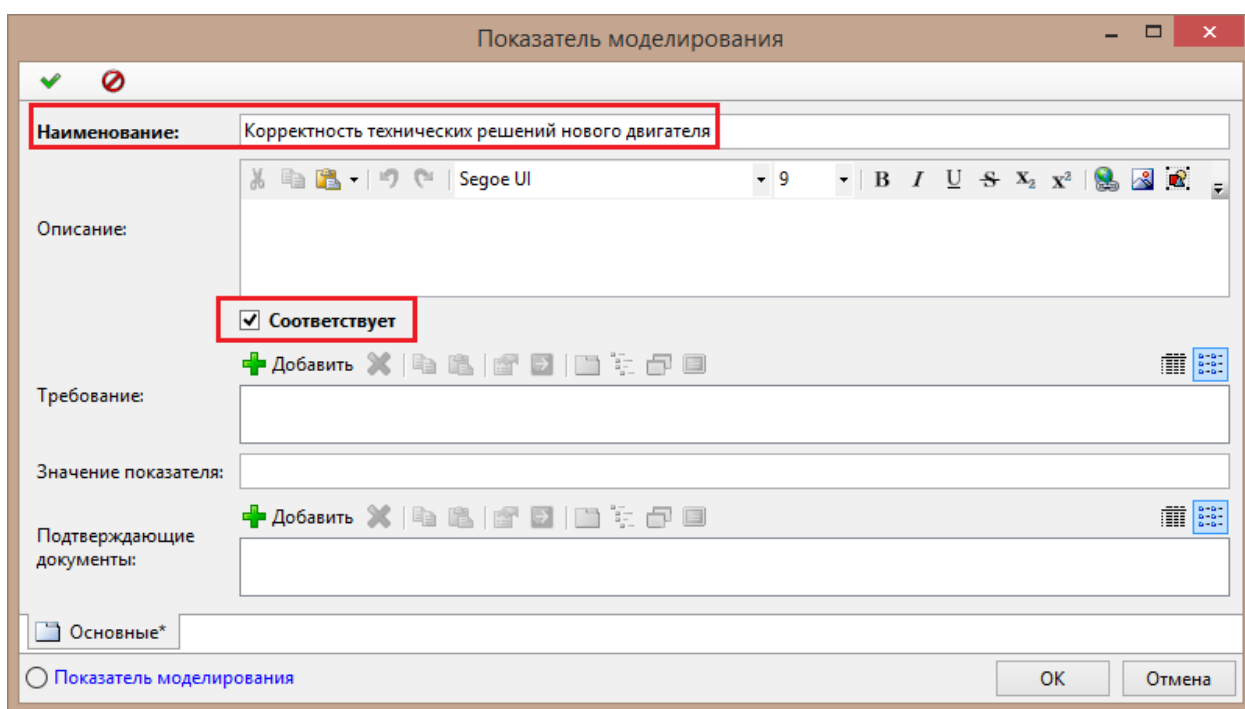 Показатель моделирования
Наименование: Корректность технических решений нового двигателя
Segoe UI 9 B I U S X₂ x²
Описание:
Соответствует
Добавить
Требование:
Значение показателя:
Добавить
Подтверждающие
документы:
Основные*
Показатель моделирования OK Отмена